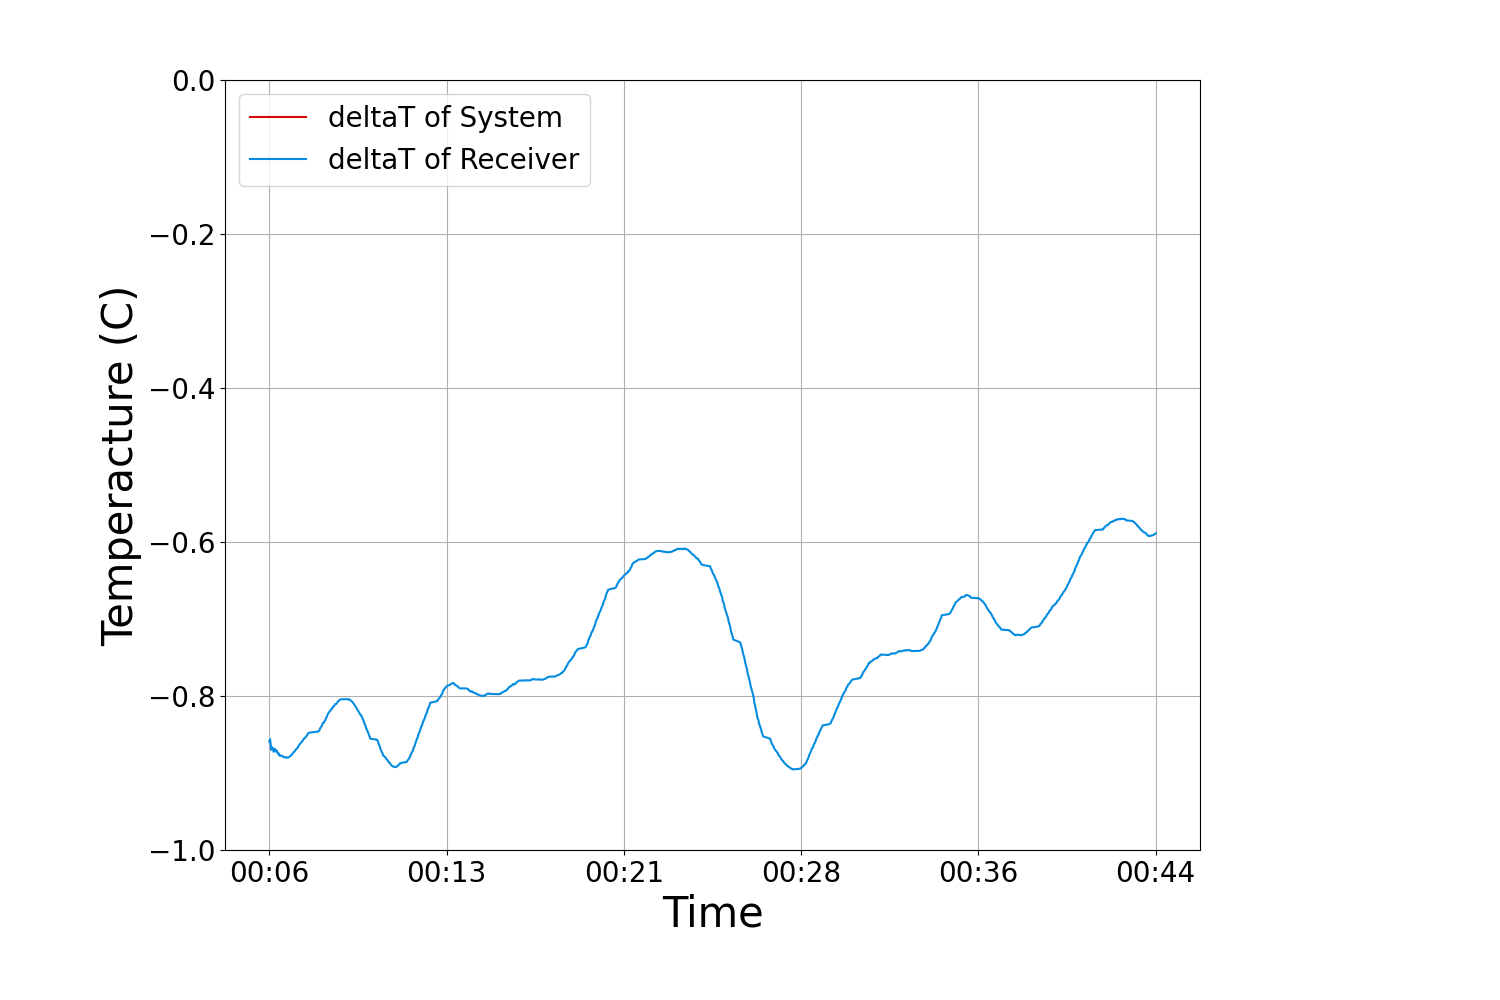 0.0
deltaT of System
deltaT of Receiver
−0.2
−0.4
−0.6
−0.8
−1.0
Temperacture (C)
00:06 00:13 00:21 00:28 00:36 00:44
Time